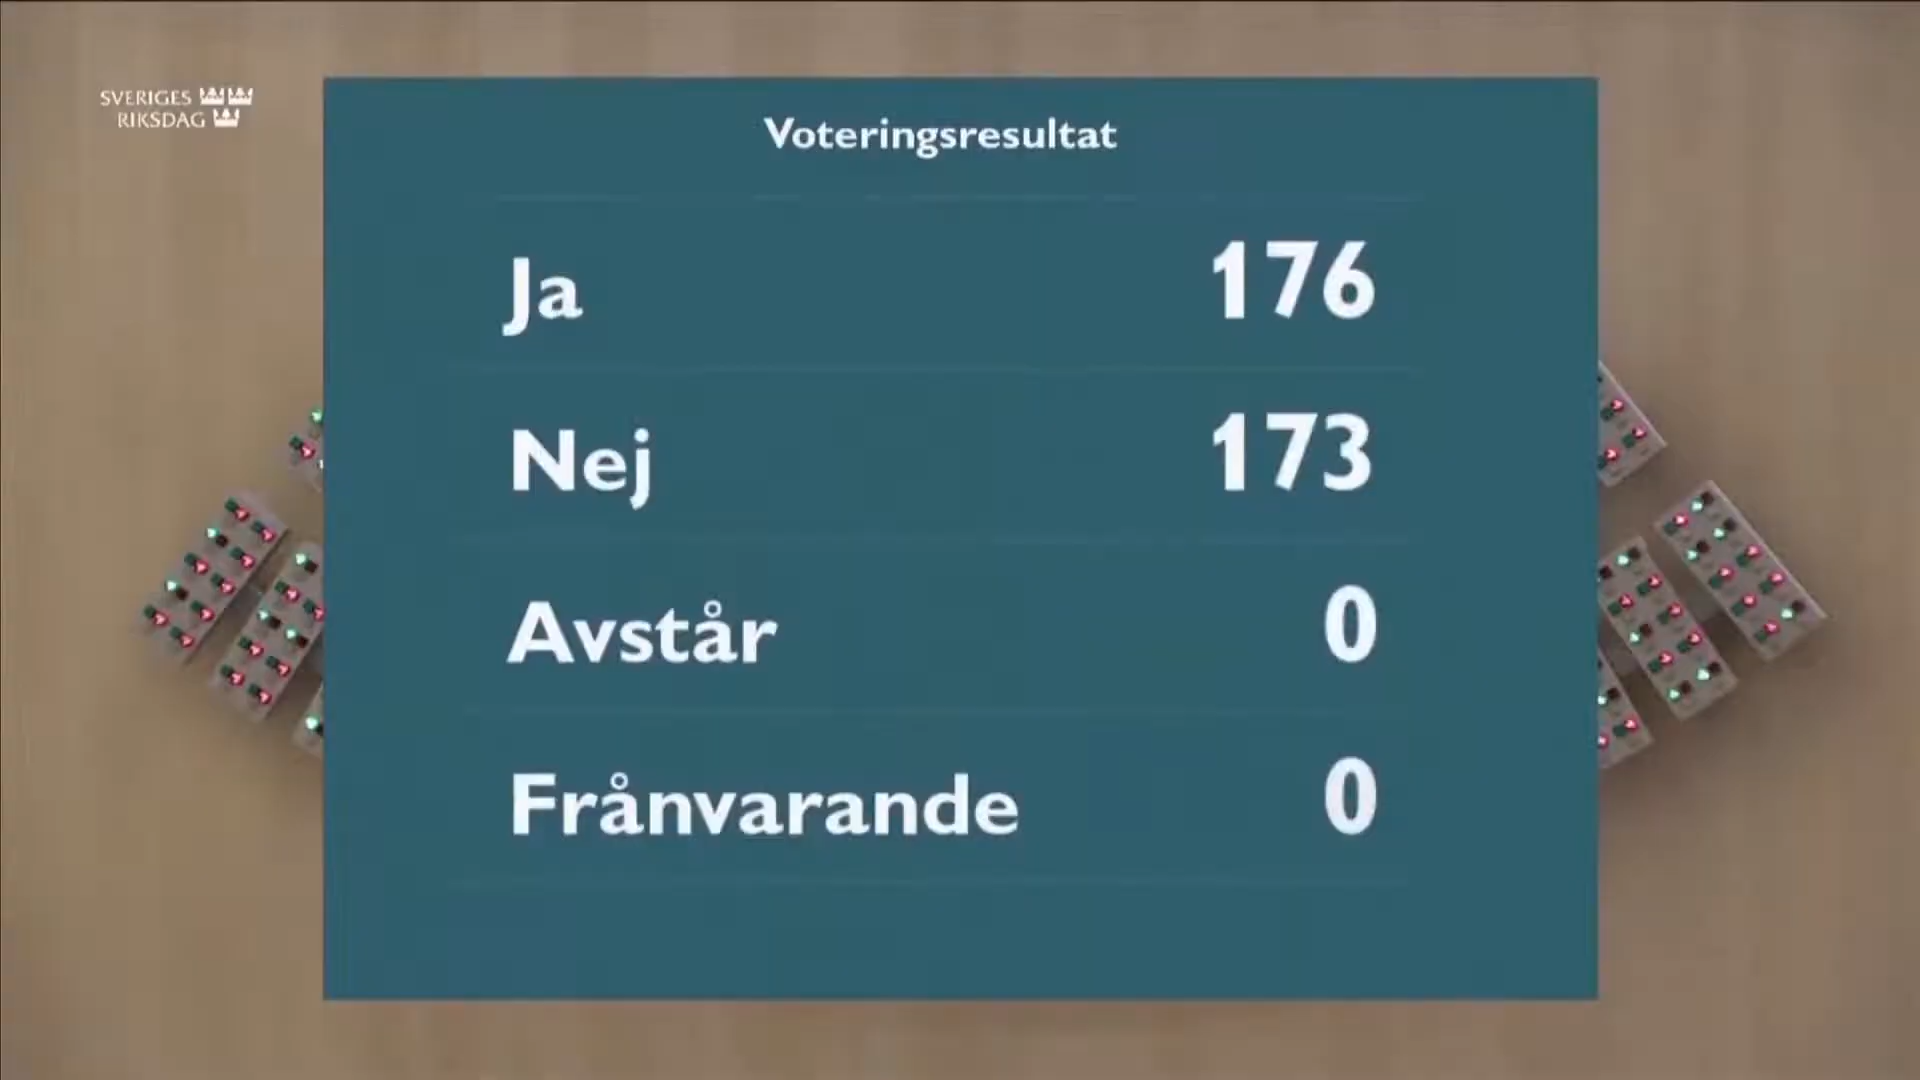 SVERIGES
RIKSDAG
Voteringsresultat
Ja 176
Nej 173
Avstår 0
Frånvarande 0